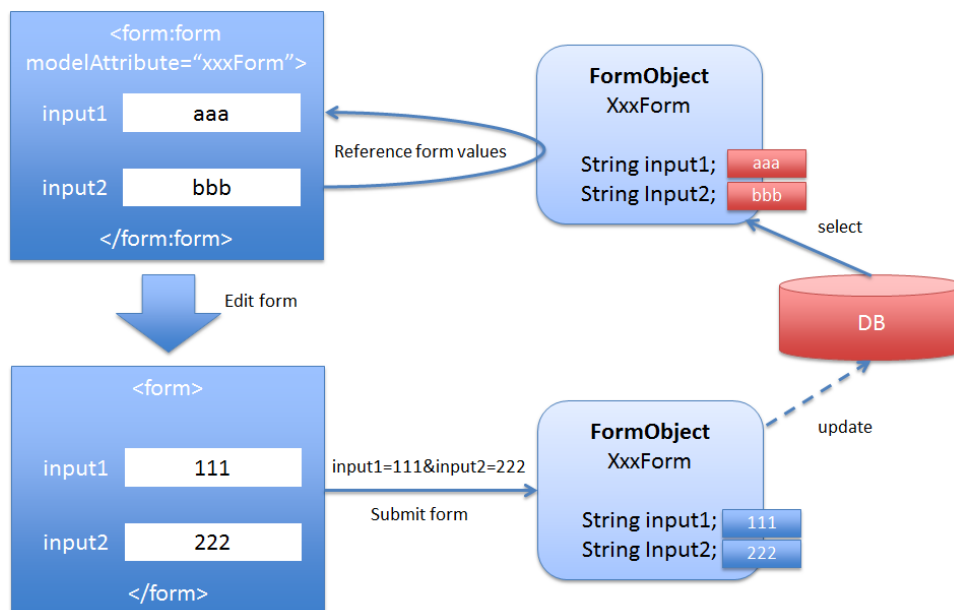 <form:form
modelAttribute=“xxxForm”>
input1
aaa
input2
bbb
</form:form>
Reference form values
FormObject
XxxForm
String input1;
aaa
String Input2;
bbb
select
DB
update
Edit form
<form>
input1
111
input2
222
</form>
input1=111&input2=222
Submit form
FormObject
XxxForm
String input1;
111
String Input2;
222